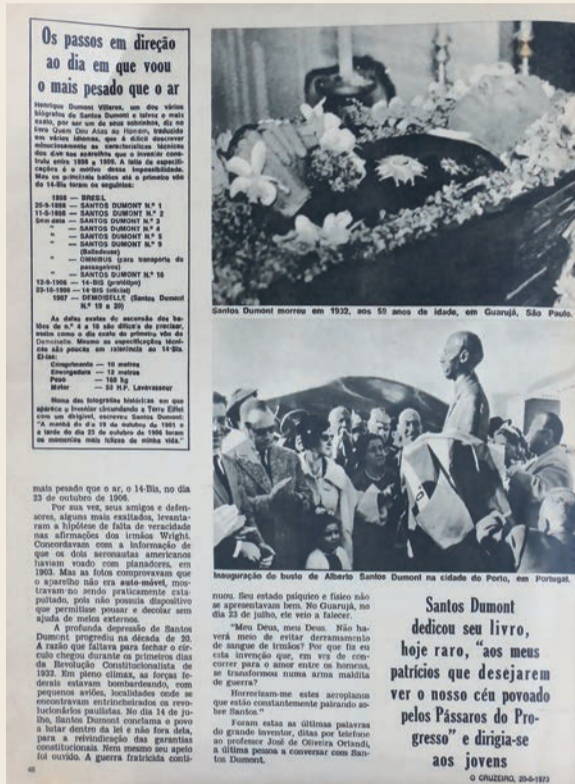 Os passos em direção
ao dia em que voou
o mais pesado que o ar
Henrique Dumont Villares, um dos vários
biógrafos de Santos Dumont e talvez o mais
exato, por ser um de seus sobrinhos, diz no
livro Quem Deu Asas ao Homem, traduzido
em vários idiomas, que é difícil descrever
minuciosamente as características técnicas
dos diversos aparelhos que o inventor cons-
truiu entre 1898 e 1909. A falta de especifi-
cações é o motivo dessa impossibilidade.
Mas os principais balões até o primeiro vôo
do 14-Bis foram os seguintes:
1898 — BRESIL
20-9-1898 — SANTOS DUMONT N.º 1
11-5-1899 — SANTOS DUMONT N.º 2
Sem data — SANTOS DUMONT N.º 3
" — SANTOS DUMONT N.º 4
" — SANTOS DUMONT N.º 5
" — SANTOS DUMONT N.º 9
(Balladeuse)
" — OMNIBUS (para transporte de
passageiros)
" — SANTOS DUMONT N.º 16
— 14-BIS (protótipo)
23-10-1906 — 14-BIS (oficial)
1907 — DEMOISELLE (Santos Dumont
N.º 19 e 20)
As datas exatas de ascensão dos ba-
lões de n.º 4 a 16 são difíceis de precisar,
assim como o dia exato do primeiro vôo do
Demoiselle. Mesmo as especificações técni-
cas são poucas em referência ao 14-Bis.
Ei-las:
Comprimento — 10 metros
Envergadura — 12 metros
Peso — 160 kg
Motor — 50 H.P. Lavavasseur
Numa das fotografias históricas em que
aparece o inventor circundando a Torre Eiffel
com um dirigível, escreveu Santos Dumont:
"A manhã do dia 19 de outubro de 1901 e
a tarde do dia 23 de outubro de 1906 foram
os momentos mais felizes de minha vida."
Santos Dumont morreu em 1932, aos 59 anos de idade, em Guarujá, São Paulo.
Inauguração do busto de Alberto Santos Dumont na cidade do Porto, em Portugal.
mais pesado que o ar, o 14-Bis, no dia
23 de outubro de 1906.
Por sua vez, seus amigos e defen-
sores, alguns mais exaltados, levanta-
ram a hipótese de falta de veracidade
nas afirmações dos irmãos Wright.
Concordavam com a informação de
que os dois aeronautas americanos
haviam voado com planadores, em
1903. Mas as fotos comprovavam que
o aparelho não era auto-móvel, mos-
travam-no sendo praticamente cata-
pultado, pois não possuía dispositivo
que permitisse pousar e decolar sem
ajuda de meios externos.
A profunda depressão de Santos
Dumont progrediu na década de 20.
A razão que faltava para fechar o cír-
culo chegou durante os primeiros dias
da Revolução Constitucionalista de
1932. Em pleno climax, as forças fe-
derais estavam bombardeando, com
pequenos aviões, localidades onde se
encontravam entrincheirados os revo-
lucionários paulistas. No dia 14 de ju-
lho, Santos Dumont conclama o povo
a lutar dentro da lei e não fora dela,
para a reivindicação das garantias
constitucionais. Nem mesmo seu apelo
foi ouvido. A guerra fratricida conti-
nuou. Seu estado psíquico e físico não
se apresentavam bem. No Guarujá, no
dia 23 de julho, ele veio a falecer.
"Meu Deus, meu Deus. Não ha-
verá meio de evitar derramamento
de sangue de irmãos? Por que fiz eu
esta invenção que, em vez de con-
correr para o amor entre os homens,
se transformou numa arma maldita
de guerra?
Horrorizam-me estes aeroplanos
que estão constantemente pairando so-
bre Santos."
Foram estas as últimas palavras
do grande inventor, ditas por telefone
ao professor José de Oliveira Orlandi,
a última pessoa a conversar com San-
tos Dumont.
Santos Dumont
dedicou seu livro,
hoje raro, "aos meus
patrícios que desejarem
ver o nosso céu povoado
pelos Pássaros do Pro-
gresso" e dirigia-se
aos jovens
O CRUZEIRO, 20-6-1973